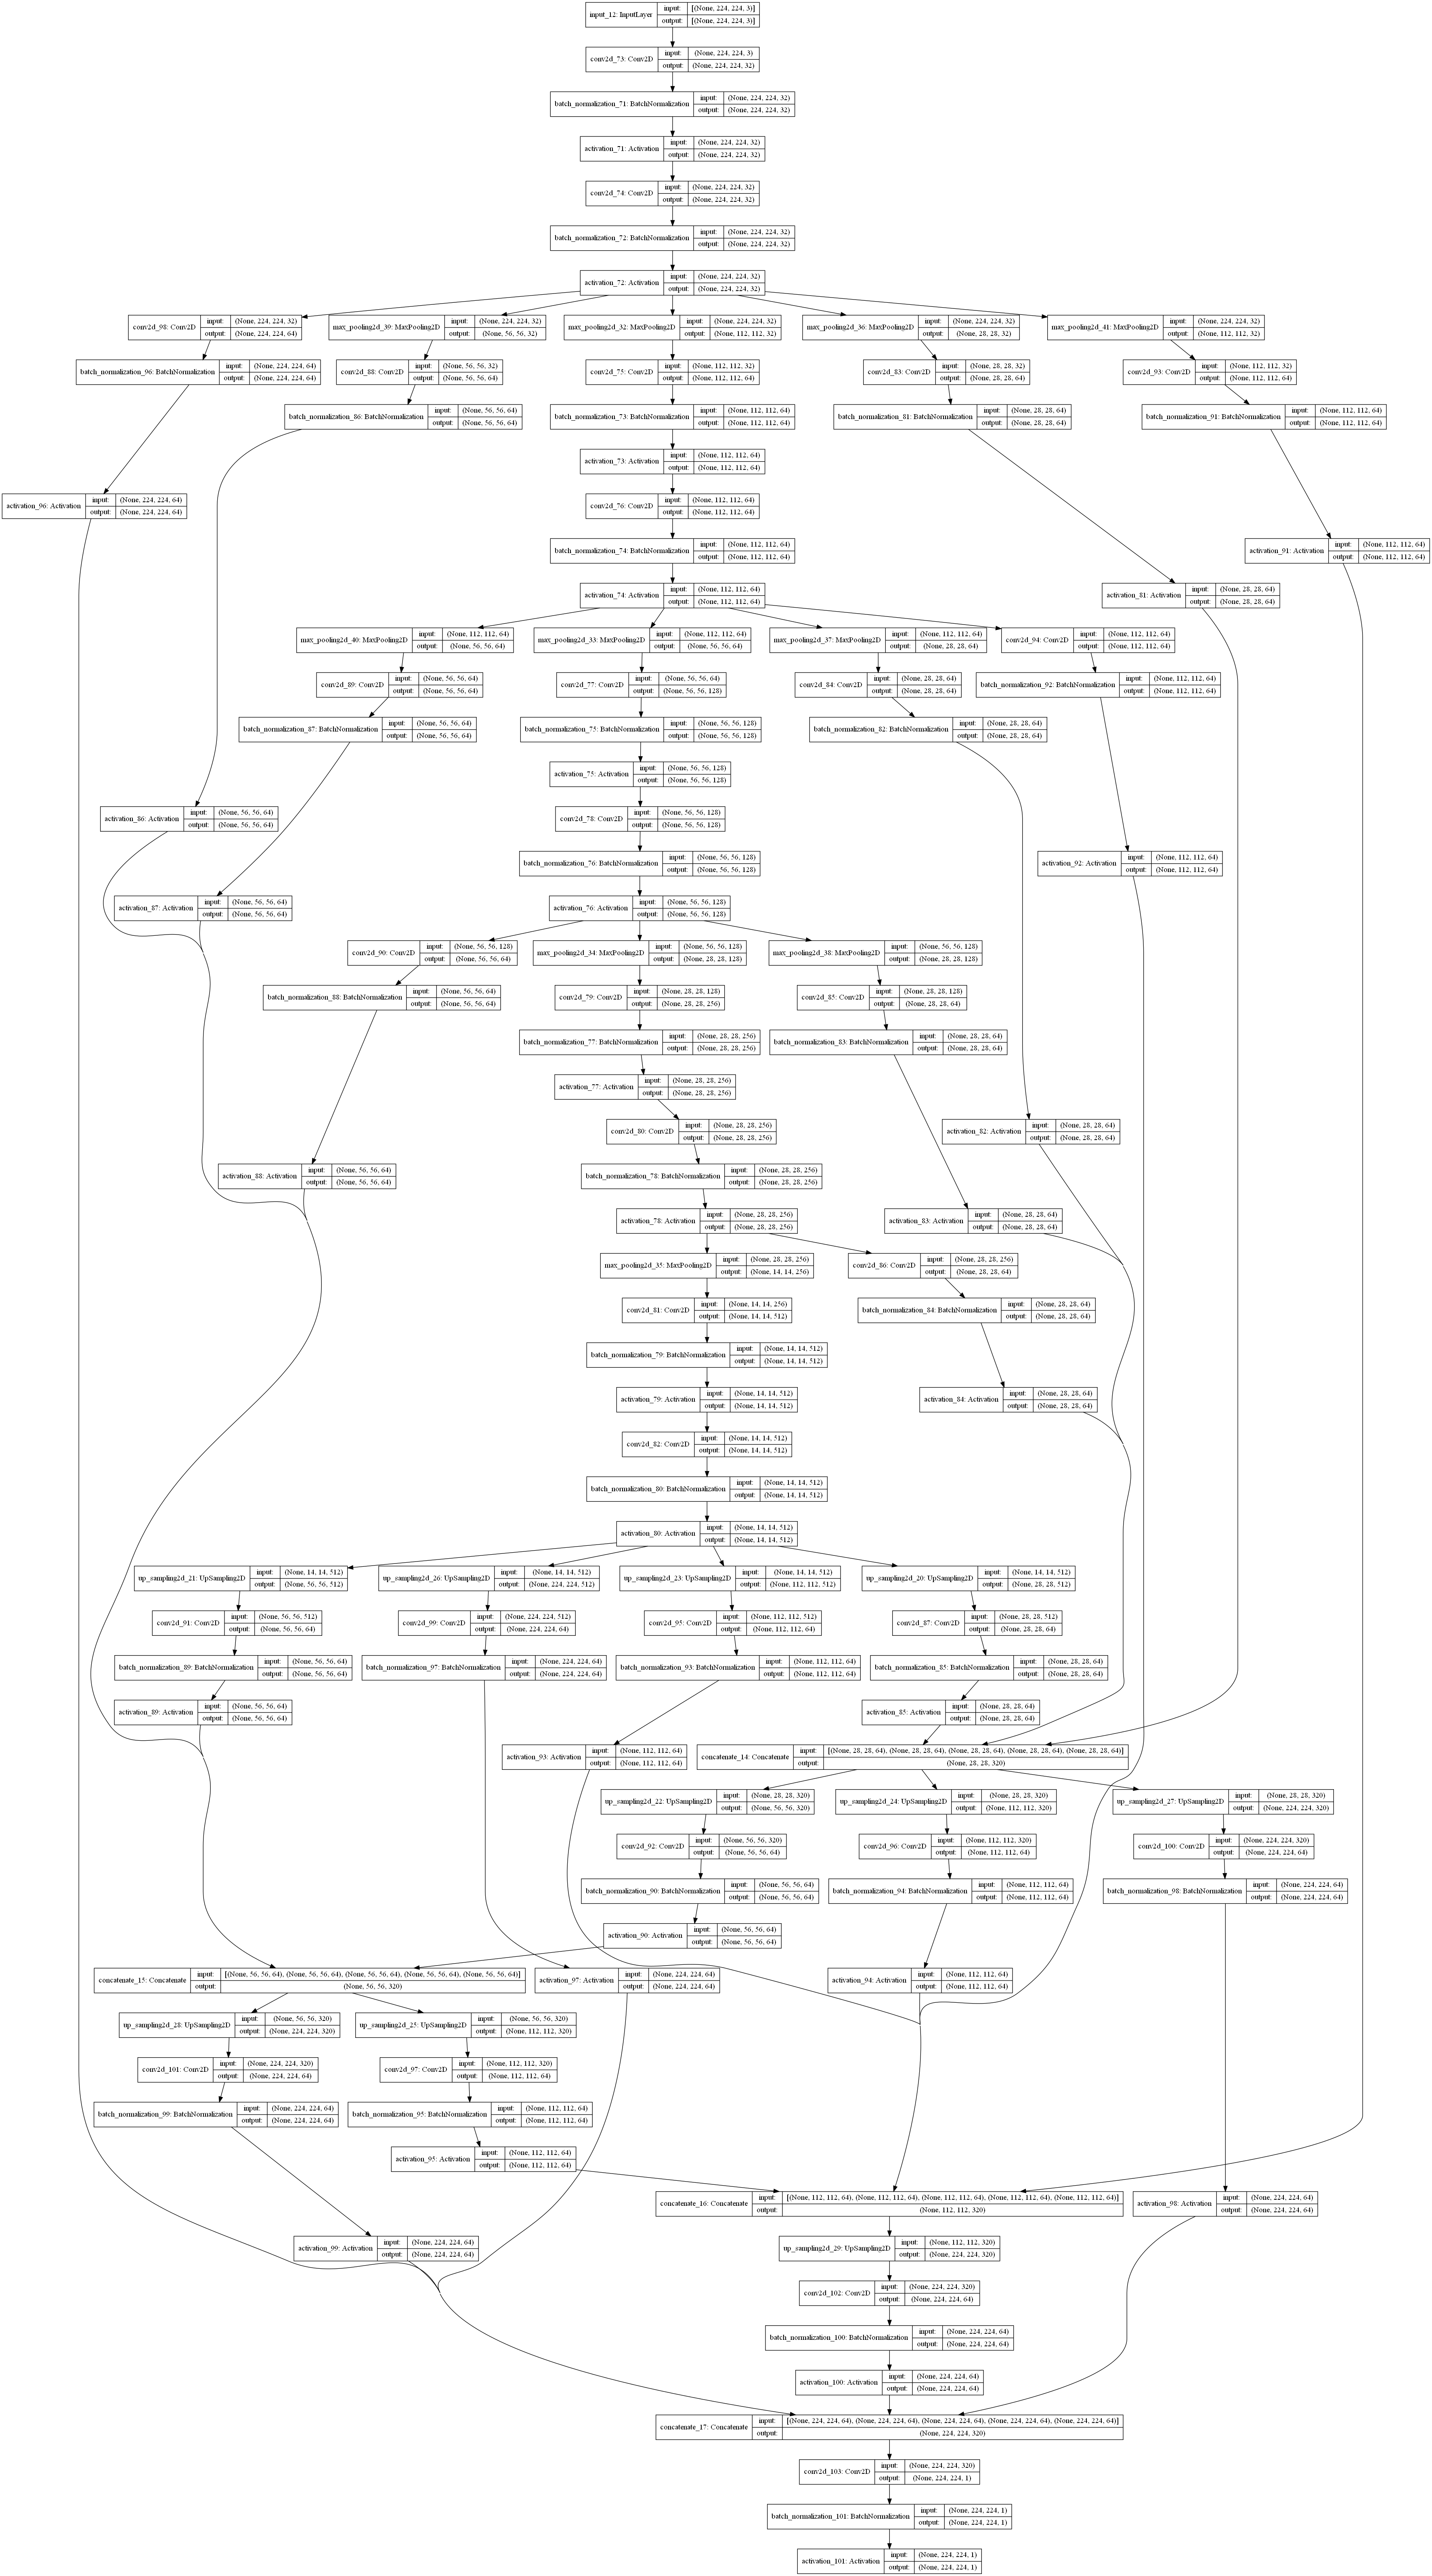 input_12: InputLayer input: [(None, 224, 224, 3)] output: [(None, 224, 224, 3)]
conv2d_73: Conv2D input: (None, 224, 224, 3) output: (None, 224, 224, 32)
batch_normalization_71: BatchNormalization input: (None, 224, 224, 32) output: (None, 224, 224, 32)
activation_71: Activation input: (None, 224, 224, 32) output: (None, 224, 224, 32)
conv2d_74: Conv2D input: (None, 224, 224, 32) output: (None, 224, 224, 32)
batch_normalization_72: BatchNormalization input: (None, 224, 224, 32) output: (None, 224, 224, 32)
activation_72: Activation input: (None, 224, 224, 32) output: (None, 224, 224, 32)
conv2d_98: Conv2D input: (None, 224, 224, 32) output: (None, 224, 224, 64)
max_pooling2d_39: MaxPooling2D input: (None, 224, 224, 32) output: (None, 56, 56, 32)
max_pooling2d_32: MaxPooling2D input: (None, 224, 224, 32) output: (None, 112, 112, 32)
max_pooling2d_36: MaxPooling2D input: (None, 224, 224, 32) output: (None, 28, 28, 32)
max_pooling2d_41: MaxPooling2D input: (None, 224, 224, 32) output: (None, 112, 112, 32)
batch_normalization_96: BatchNormalization input: (None, 224, 224, 64) output: (None, 224, 224, 64)
conv2d_88: Conv2D input: (None, 56, 56, 32) output: (None, 56, 56, 64)
conv2d_75: Conv2D input: (None, 112, 112, 32) output: (None, 112, 112, 64)
conv2d_83: Conv2D input: (None, 28, 28, 32) output: (None, 28, 28, 64)
conv2d_93: Conv2D input: (None, 112, 112, 32) output: (None, 112, 112, 64)
batch_normalization_86: BatchNormalization input: (None, 56, 56, 64) output: (None, 56, 56, 64)
batch_normalization_73: BatchNormalization input: (None, 112, 112, 64) output: (None, 112, 112, 64)
batch_normalization_81: BatchNormalization input: (None, 28, 28, 64) output: (None, 28, 28, 64)
batch_normalization_91: BatchNormalization input: (None, 112, 112, 64) output: (None, 112, 112, 64)
activation_73: Activation input: (None, 112, 112, 64) output: (None, 112, 112, 64)
activation_96: Activation input: (None, 224, 224, 64) output: (None, 224, 224, 64)
conv2d_76: Conv2D input: (None, 112, 112, 64) output: (None, 112, 112, 64)
batch_normalization_74: BatchNormalization input: (None, 112, 112, 64) output: (None, 112, 112, 64)
activation_91: Activation input: (None, 112, 112, 64) output: (None, 112, 112, 64)
activation_74: Activation input: (None, 112, 112, 64) output: (None, 112, 112, 64)
activation_81: Activation input: (None, 28, 28, 64) output: (None, 28, 28, 64)
max_pooling2d_40: MaxPooling2D input: (None, 112, 112, 64) output: (None, 56, 56, 64)
max_pooling2d_33: MaxPooling2D input: (None, 112, 112, 64) output: (None, 56, 56, 64)
max_pooling2d_37: MaxPooling2D input: (None, 112, 112, 64) output: (None, 28, 28, 64)
conv2d_94: Conv2D input: (None, 112, 112, 64) output: (None, 112, 112, 64)
conv2d_89: Conv2D input: (None, 56, 56, 64) output: (None, 56, 56, 64)
conv2d_77: Conv2D input: (None, 56, 56, 64) output: (None, 56, 56, 128)
conv2d_84: Conv2D input: (None, 28, 28, 64) output: (None, 28, 28, 64)
batch_normalization_92: BatchNormalization input: (None, 112, 112, 64) output: (None, 112, 112, 64)
batch_normalization_87: BatchNormalization input: (None, 56, 56, 64) output: (None, 56, 56, 64)
batch_normalization_75: BatchNormalization input: (None, 56, 56, 128) output: (None, 56, 56, 128)
batch_normalization_82: BatchNormalization input: (None, 28, 28, 64) output: (None, 28, 28, 64)
activation_75: Activation input: (None, 56, 56, 128) output: (None, 56, 56, 128)
activation_86: Activation input: (None, 56, 56, 64) output: (None, 56, 56, 64)
conv2d_78: Conv2D input: (None, 56, 56, 128) output: (None, 56, 56, 128)
batch_normalization_76: BatchNormalization input: (None, 56, 56, 128) output: (None, 56, 56, 128)
activation_92: Activation input: (None, 112, 112, 64) output: (None, 112, 112, 64)
activation_87: Activation input: (None, 56, 56, 64) output: (None, 56, 56, 64)
activation_76: Activation input: (None, 56, 56, 128) output: (None, 56, 56, 128)
conv2d_90: Conv2D input: (None, 56, 56, 128) output: (None, 56, 56, 64)
max_pooling2d_34: MaxPooling2D input: (None, 56, 56, 128) output: (None, 28, 28, 128)
max_pooling2d_38: MaxPooling2D input: (None, 56, 56, 128) output: (None, 28, 28, 128)
batch_normalization_88: BatchNormalization input: (None, 56, 56, 64) output: (None, 56, 56, 64)
conv2d_79: Conv2D input: (None, 28, 28, 128) output: (None, 28, 28, 256)
conv2d_85: Conv2D input: (None, 28, 28, 128) output: (None, 28, 28, 64)
batch_normalization_77: BatchNormalization input: (None, 28, 28, 256) output: (None, 28, 28, 256)
batch_normalization_83: BatchNormalization input: (None, 28, 28, 64) output: (None, 28, 28, 64)
activation_77: Activation input: (None, 28, 28, 256) output: (None, 28, 28, 256)
conv2d_80: Conv2D input: (None, 28, 28, 256) output: (None, 28, 28, 256)
activation_82: Activation input: (None, 28, 28, 64) output: (None, 28, 28, 64)
activation_88: Activation input: (None, 56, 56, 64) output: (None, 56, 56, 64)
batch_normalization_78: BatchNormalization input: (None, 28, 28, 256) output: (None, 28, 28, 256)
activation_78: Activation input: (None, 28, 28, 256) output: (None, 28, 28, 256)
activation_83: Activation input: (None, 28, 28, 64) output: (None, 28, 28, 64)
max_pooling2d_35: MaxPooling2D input: (None, 28, 28, 256) output: (None, 14, 14, 256)
conv2d_86: Conv2D input: (None, 28, 28, 256) output: (None, 28, 28, 64)
conv2d_81: Conv2D input: (None, 14, 14, 256) output: (None, 14, 14, 512)
batch_normalization_84: BatchNormalization input: (None, 28, 28, 64) output: (None, 28, 28, 64)
batch_normalization_79: BatchNormalization input: (None, 14, 14, 512) output: (None, 14, 14, 512)
activation_79: Activation input: (None, 14, 14, 512) output: (None, 14, 14, 512)
activation_84: Activation input: (None, 28, 28, 64) output: (None, 28, 28, 64)
conv2d_82: Conv2D input: (None, 14, 14, 512) output: (None, 14, 14, 512)
batch_normalization_80: BatchNormalization input: (None, 14, 14, 512) output: (None, 14, 14, 512)
activation_80: Activation input: (None, 14, 14, 512) output: (None, 14, 14, 512)
up_sampling2d_21: UpSampling2D input: (None, 14, 14, 512) output: (None, 56, 56, 512)
up_sampling2d_26: UpSampling2D input: (None, 14, 14, 512) output: (None, 224, 224, 512)
up_sampling2d_23: UpSampling2D input: (None, 14, 14, 512) output: (None, 112, 112, 512)
up_sampling2d_20: UpSampling2D input: (None, 14, 14, 512) output: (None, 28, 28, 512)
conv2d_91: Conv2D input: (None, 56, 56, 512) output: (None, 56, 56, 64)
conv2d_99: Conv2D input: (None, 224, 224, 512) output: (None, 224, 224, 64)
conv2d_95: Conv2D input: (None, 112, 112, 512) output: (None, 112, 112, 64)
conv2d_87: Conv2D input: (None, 28, 28, 512) output: (None, 28, 28, 64)
batch_normalization_89: BatchNormalization input: (None, 56, 56, 64) output: (None, 56, 56, 64)
batch_normalization_97: BatchNormalization input: (None, 224, 224, 64) output: (None, 224, 224, 64)
batch_normalization_93: BatchNormalization input: (None, 112, 112, 64) output: (None, 112, 112, 64)
batch_normalization_85: BatchNormalization input: (None, 28, 28, 64) output: (None, 28, 28, 64)
activation_89: Activation input: (None, 56, 56, 64) output: (None, 56, 56, 64)
activation_85: Activation input: (None, 28, 28, 64) output: (None, 28, 28, 64)
activation_93: Activation input: (None, 112, 112, 64) output: (None, 112, 112, 64)
concatenate_14: Concatenate input: [(None, 28, 28, 64), (None, 28, 28, 64), (None, 28, 28, 64), (None, 28, 28, 64), (None, 28, 28, 64)] output: (None, 28, 28, 320)
up_sampling2d_22: UpSampling2D input: (None, 28, 28, 320) output: (None, 56, 56, 320)
up_sampling2d_24: UpSampling2D input: (None, 28, 28, 320) output: (None, 112, 112, 320)
up_sampling2d_27: UpSampling2D input: (None, 28, 28, 320) output: (None, 224, 224, 320)
conv2d_92: Conv2D input: (None, 56, 56, 320) output: (None, 56, 56, 64)
conv2d_96: Conv2D input: (None, 112, 112, 320) output: (None, 112, 112, 64)
conv2d_100: Conv2D input: (None, 224, 224, 320) output: (None, 224, 224, 64)
batch_normalization_90: BatchNormalization input: (None, 56, 56, 64) output: (None, 56, 56, 64)
batch_normalization_94: BatchNormalization input: (None, 112, 112, 64) output: (None, 112, 112, 64)
batch_normalization_98: BatchNormalization input: (None, 224, 224, 64) output: (None, 224, 224, 64)
activation_90: Activation input: (None, 56, 56, 64) output: (None, 56, 56, 64)
concatenate_15: Concatenate input: [(None, 56, 56, 64), (None, 56, 56, 64), (None, 56, 56, 64), (None, 56, 56, 64), (None, 56, 56, 64)] output: (None, 56, 56, 320)
activation_97: Activation input: (None, 224, 224, 64) output: (None, 224, 224, 64)
activation_94: Activation input: (None, 112, 112, 64) output: (None, 112, 112, 64)
up_sampling2d_28: UpSampling2D input: (None, 56, 56, 320) output: (None, 224, 224, 320)
up_sampling2d_25: UpSampling2D input: (None, 56, 56, 320) output: (None, 112, 112, 320)
conv2d_101: Conv2D input: (None, 224, 224, 320) output: (None, 224, 224, 64)
conv2d_97: Conv2D input: (None, 112, 112, 320) output: (None, 112, 112, 64)
batch_normalization_99: BatchNormalization input: (None, 224, 224, 64) output: (None, 224, 224, 64)
batch_normalization_95: BatchNormalization input: (None, 112, 112, 64) output: (None, 112, 112, 64)
activation_95: Activation input: (None, 112, 112, 64) output: (None, 112, 112, 64)
concatenate_16: Concatenate input: [(None, 112, 112, 64), (None, 112, 112, 64), (None, 112, 112, 64), (None, 112, 112, 64), (None, 112, 112, 64)] output: (None, 112, 112, 320)
activation_98: Activation input: (None, 224, 224, 64) output: (None, 224, 224, 64)
activation_99: Activation input: (None, 224, 224, 64) output: (None, 224, 224, 64)
up_sampling2d_29: UpSampling2D input: (None, 112, 112, 320) output: (None, 224, 224, 320)
conv2d_102: Conv2D input: (None, 224, 224, 320) output: (None, 224, 224, 64)
batch_normalization_100: BatchNormalization input: (None, 224, 224, 64) output: (None, 224, 224, 64)
activation_100: Activation input: (None, 224, 224, 64) output: (None, 224, 224, 64)
concatenate_17: Concatenate input: [(None, 224, 224, 64), (None, 224, 224, 64), (None, 224, 224, 64), (None, 224, 224, 64), (None, 224, 224, 64)] output: (None, 224, 224, 320)
conv2d_103: Conv2D input: (None, 224, 224, 320) output: (None, 224, 224, 1)
batch_normalization_101: BatchNormalization input: (None, 224, 224, 1) output: (None, 224, 224, 1)
activation_101: Activation input: (None, 224, 224, 1) output: (None, 224, 224, 1)